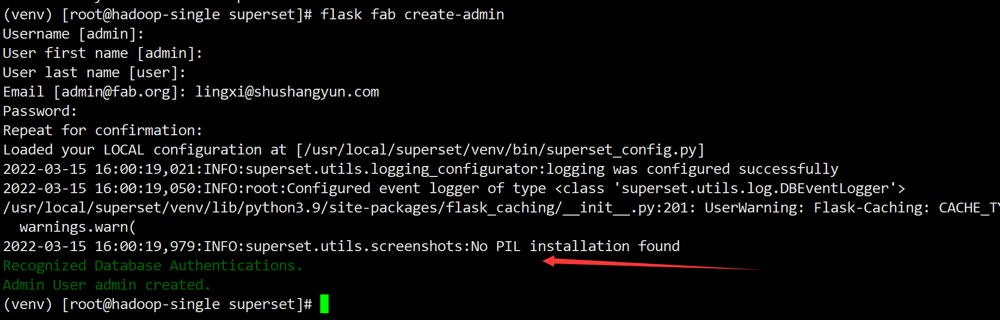 (venv) [root@hadoop-single superset]# flask fab create-admin
Username [admin]:
User first name [admin]:
User last name [user]:
Email [admin@fab.org]: lingxi@shushangyun.com
Password:
Repeat for confirmation:
Loaded your LOCAL configuration at [/usr/local/superset/venv/bin/superset_config.py]
2022-03-15 16:00:19,021:INFO:superset.utils.logging_configurator:logging was configured successfully
2022-03-15 16:00:19,050:INFO:root:Configured event logger of type <class 'superset.utils.log.DBEventLogger'>
/usr/local/superset/venv/lib/python3.9/site-packages/flask_caching/__init__.py:201: UserWarning: Flask-Caching: CACHE_TY
  warnings.warn(
2022-03-15 16:00:19,979:INFO:superset.utils.screenshots:No PIL installation found
Recognized Database Authentications.
Admin User admin created.
(venv) [root@hadoop-single superset]#